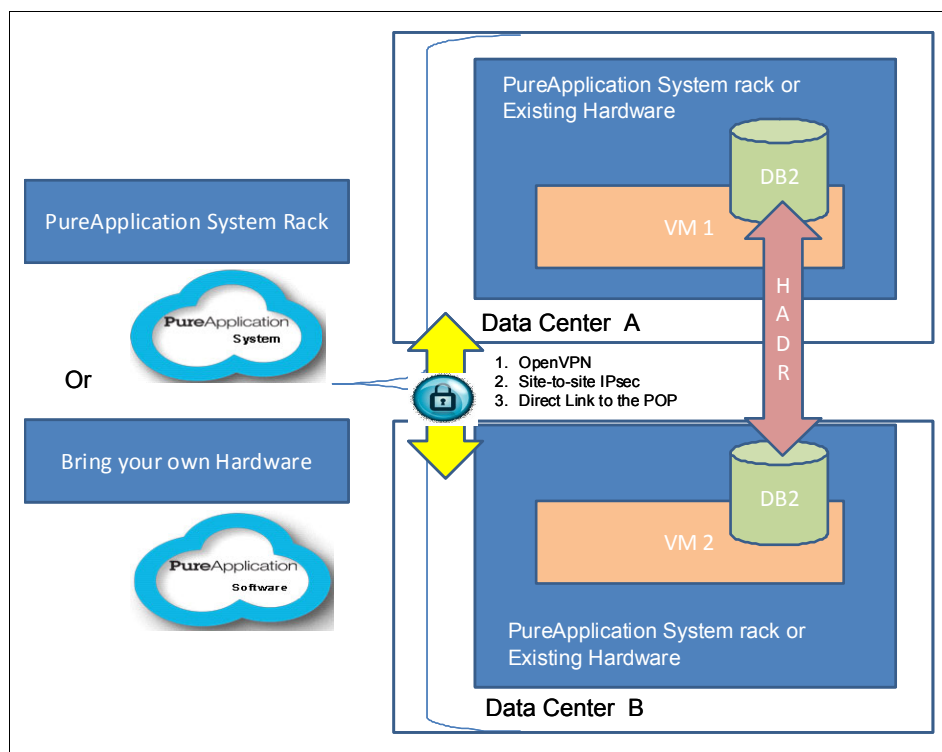 PureApplication System rack or
Existing Hardware
DB2
VM 1
PureApplication System Rack
PureApplication
System
Or
Bring your own Hardware
PureApplication
Software
Data Center A
1. OpenVPN
2. Site-to-site IPsec
3. Direct Link to the POP
H
A
D
R
DB2
VM 2
PureApplication System rack or
Existing Hardware
Data Center B